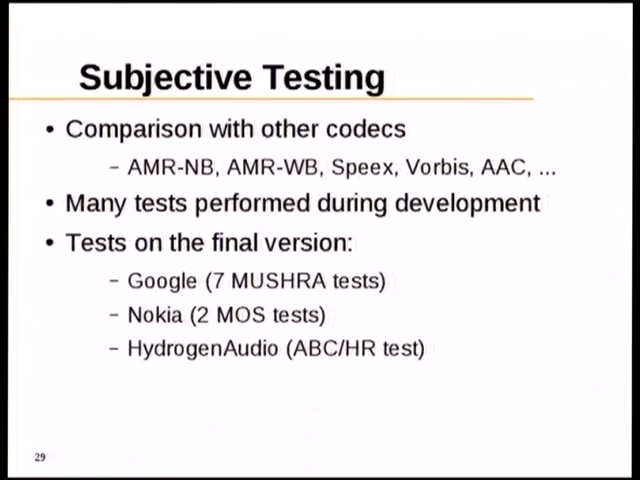 Subjective Testing
• Comparison with other codecs
– AMR-NB, AMR-WB, Speex, Vorbis, AAC, ...
• Many tests performed during development
• Tests on the final version:
– Google (7 MUSHRA tests)
– Nokia (2 MOS tests)
– HydrogenAudio (ABC/HR test)
29